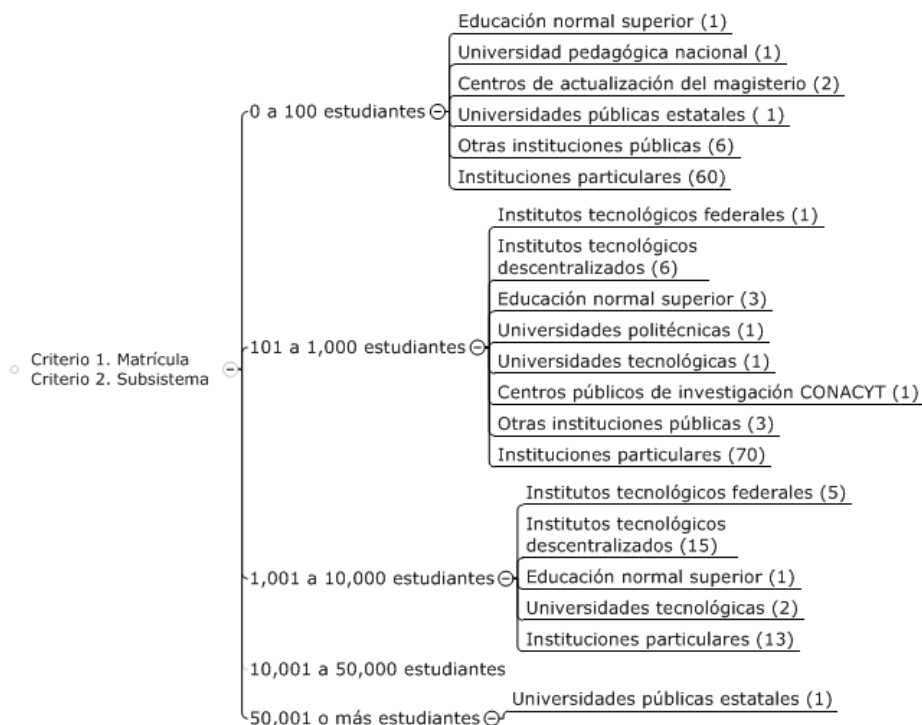 Criterio 1. Matrícula
Criterio 2. Subsistema
0 a 100 estudiantes
Educación normal superior (1)
Universidad pedagógica nacional (1)
Centros de actualización del magisterio (2)
Universidades públicas estatales ( 1)
Otras instituciones públicas (6)
Instituciones particulares (60)
101 a 1,000 estudiantes
Institutos tecnológicos federales (1)
Institutos tecnológicos
descentralizados (6)
Educación normal superior (3)
Universidades politécnicas (1)
Universidades tecnológicas (1)
Centros públicos de investigación CONACYT (1)
Otras instituciones públicas (3)
Instituciones particulares (70)
1,001 a 10,000 estudiantes
Institutos tecnológicos federales (5)
Institutos tecnológicos
descentralizados (15)
Educación normal superior (1)
Universidades tecnológicas (2)
Instituciones particulares (13)
10,001 a 50,000 estudiantes
50,001 o más estudiantes
Universidades públicas estatales (1)